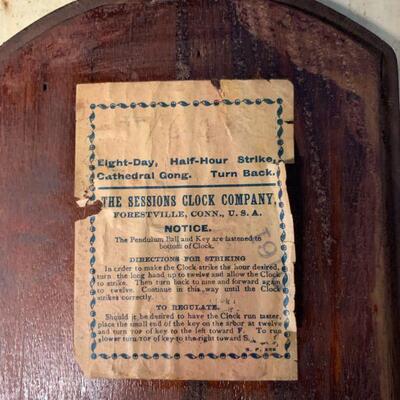 Eight-Day, Half-Hour Strike,
Cathedral Gong. Turn Back.
THE SESSIONS CLOCK COMPANY,
FORESTVILLE, CONN., U. S. A.
NOTICE.
The Pendulum Ball and Key are fastened to
bottom of Clock.
DIRECTIONS FOR STRIKING
In order to make the Clock strike the hour desired,
turn the long hand up to twelve and allow the Clock
to strike. Then turn back to nine and forward again
to twelve. Continue in this way until the Clock
strikes correctly.
TO REGULATE.
Should it be desired to have the Clock run faster,
place the small end of the key on the arbor at twelve
and turn top of key to the left toward F. To run
slower turn top of key to the right toward S.